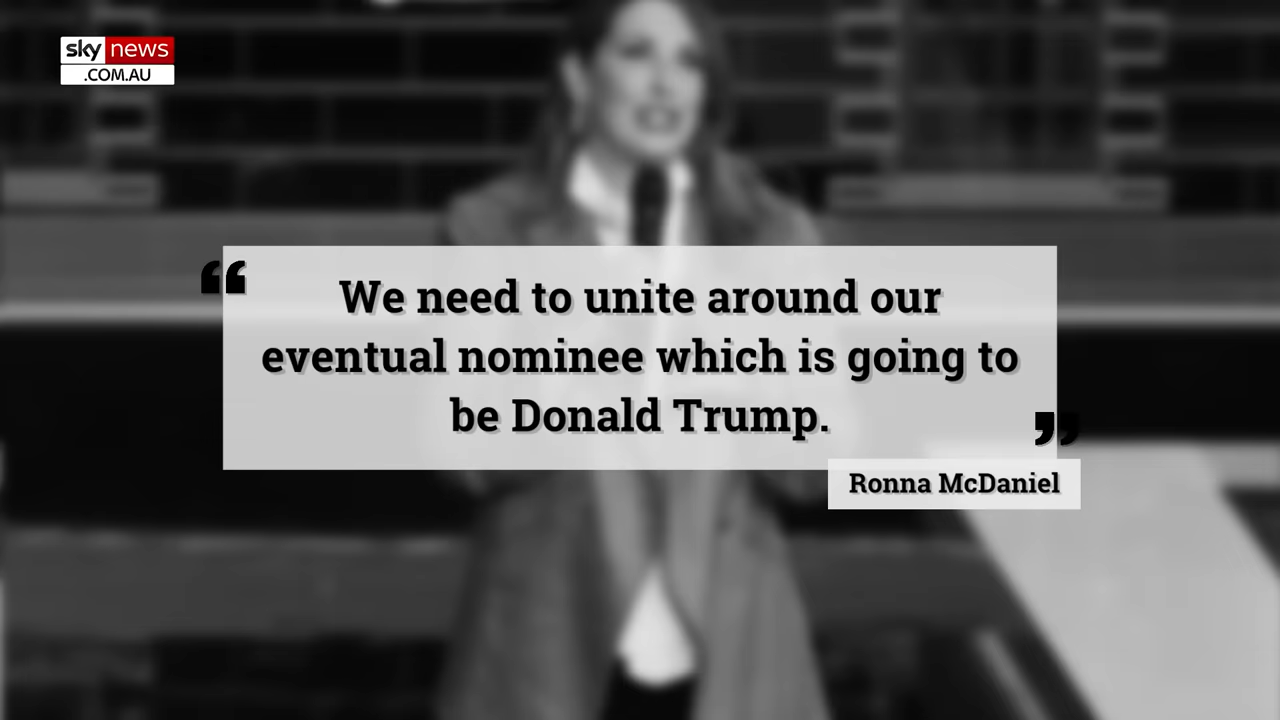 sky news
.COM.AU
“
We need to unite around our
eventual nominee which is going to
be Donald Trump.
”
Ronna McDaniel